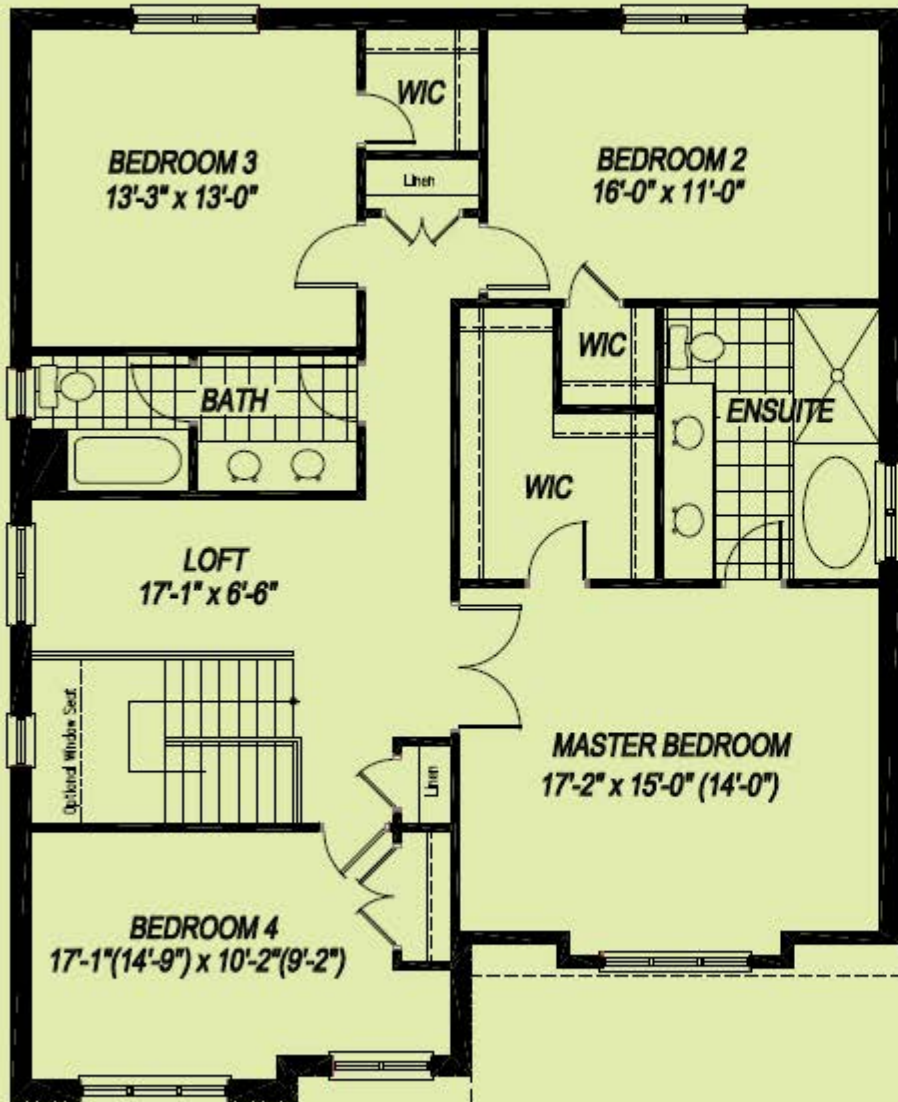 WIC
BEDROOM 3
13'-3" x 13'-0"
BEDROOM 2
16'-0" x 11'-0"
Linen
WIC
BATH
ENSUITE
WIC
LOFT
17'-1" x 6'-6"
Optional Window Seat
MASTER BEDROOM
17'-2" x 15'-0" (14'-0")
Linen
BEDROOM 4
17'-1"(14'-9") x 10'-2"(9'-2")